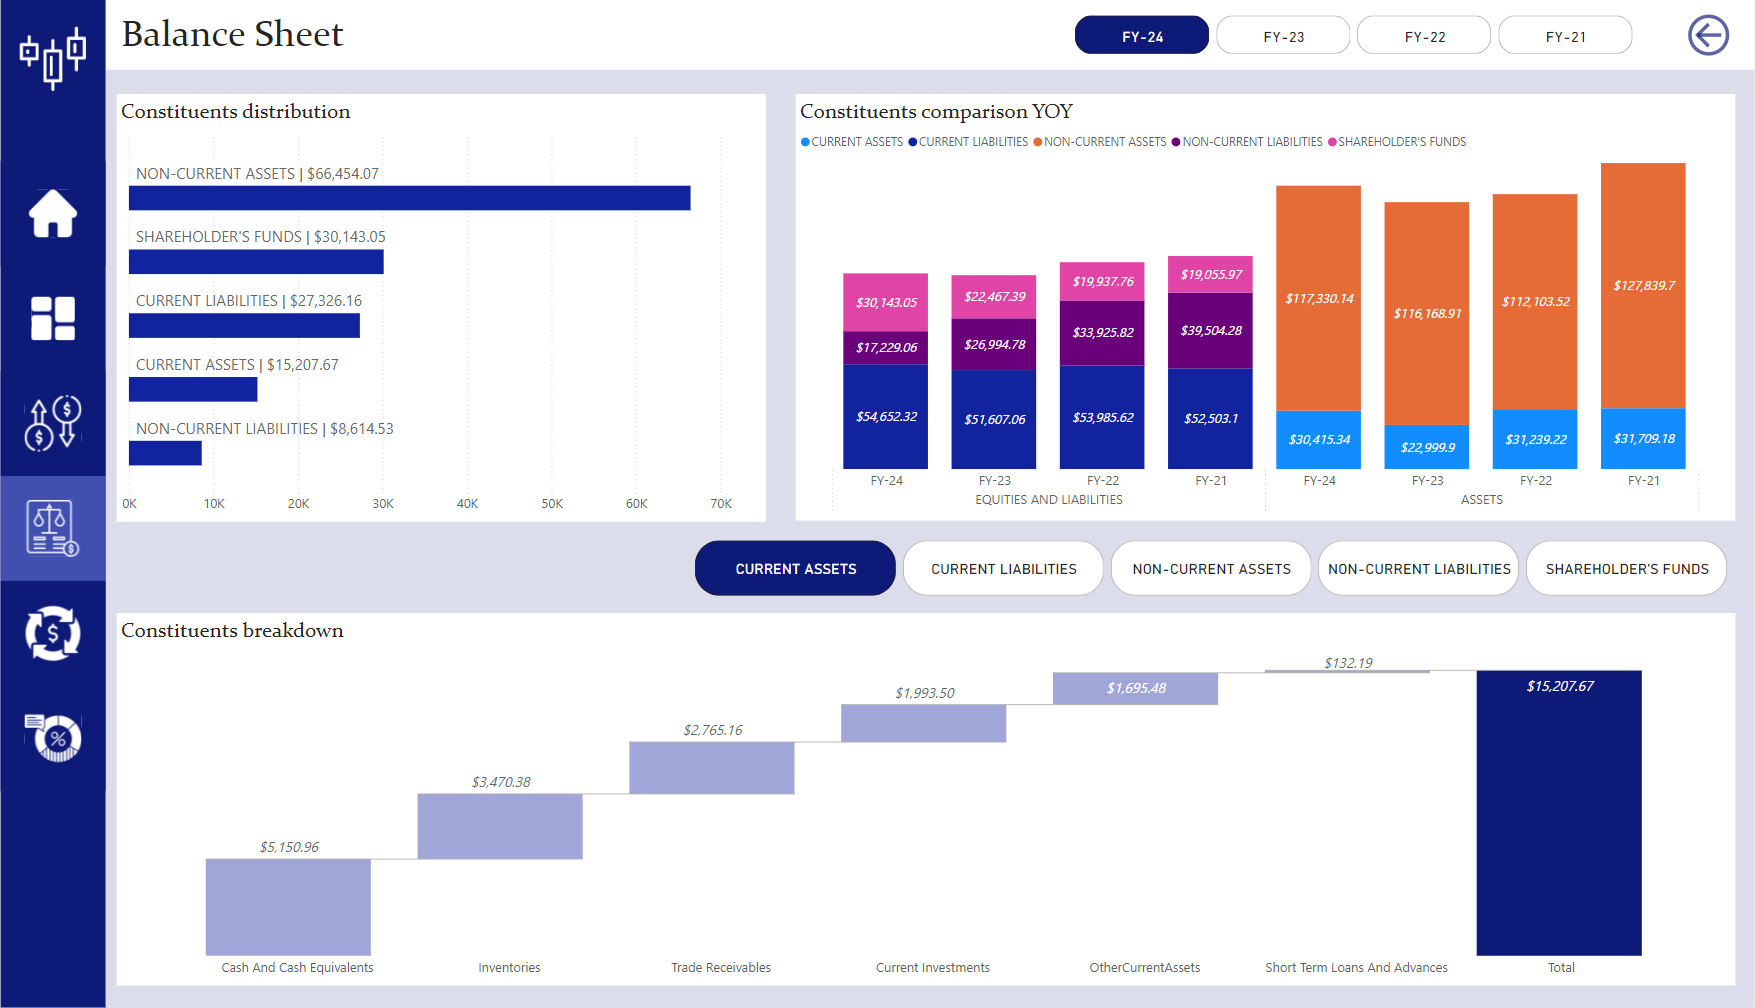 Balance Sheet
FY-24
FY-23
FY-22
FY-21
Constituents distribution
NON-CURRENT ASSETS | $66,454.07
SHAREHOLDER'S FUNDS | $30,143.05
CURRENT LIABILITIES | $27,326.16
CURRENT ASSETS | $15,207.67
NON-CURRENT LIABILITIES | $8,614.53
0K 10K 20K 30K 40K 50K 60K 70K
Constituents comparison YOY
CURRENT ASSETS CURRENT LIABILITIES NON-CURRENT ASSETS NON-CURRENT LIABILITIES SHAREHOLDER'S FUNDS
$30,143.05
$17,229.06
$54,652.32
$22,467.39
$26,994.78
$51,607.06
$19,937.76
$33,925.82
$53,985.62
$19,055.97
$39,504.28
$52,503.1
$117,330.14
$30,415.34
$116,168.91
$22,999.9
$112,103.52
$31,239.22
$127,839.7
$31,709.18
FY-24 FY-23 FY-22 FY-21 FY-24 FY-23 FY-22 FY-21
EQUITIES AND LIABILITIES ASSETS
CURRENT ASSETS
CURRENT LIABILITIES
NON-CURRENT ASSETS
NON-CURRENT LIABILITIES
SHAREHOLDER'S FUNDS
Constituents breakdown
$5,150.96
$3,470.38
$2,765.16
$1,993.50
$1,695.48
$132.19
$15,207.67
Cash And Cash Equivalents Inventories Trade Receivables Current Investments OtherCurrentAssets Short Term Loans And Advances Total
$
$
$
$
%